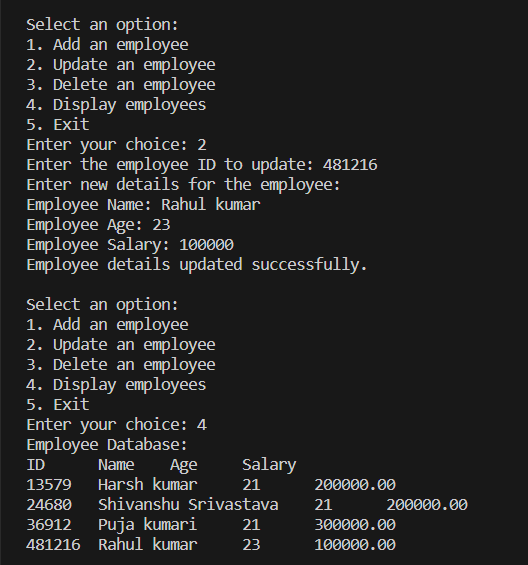 Select an option:
1. Add an employee
2. Update an employee
3. Delete an employee
4. Display employees
5. Exit
Enter your choice: 2
Enter the employee ID to update: 481216
Enter new details for the employee:
Employee Name: Rahul kumar
Employee Age: 23
Employee Salary: 100000
Employee details updated successfully.

Select an option:
1. Add an employee
2. Update an employee
3. Delete an employee
4. Display employees
5. Exit
Enter your choice: 4
Employee Database:
ID      Name    Age     Salary
13579   Harsh kumar     21      200000.00
24680   Shivanshu Srivastava    21      200000.00
36912   Puja kumari     21      300000.00
481216  Rahul kumar     23      100000.00